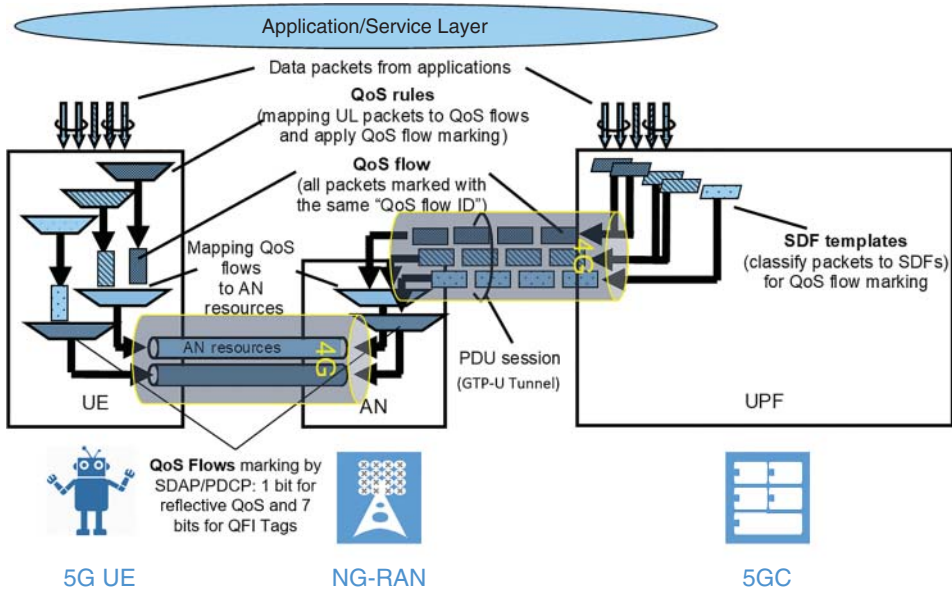 Application/Service Layer
Data packets from applications
QoS rules
(mapping UL packets to QoS flows
and apply QoS flow marking)
QoS flow
(all packets marked with
the same “QoS flow ID”)
4G
SDF templates
(classify packets to SDFs
for QoS flow marking)
Mapping QoS
flows
to AN
resources
AN resources
4G
PDU session
(GTP-U Tunnel)
UE
AN
UPF
QoS Flows marking by
SDAP/PDCP: 1 bit for
reflective QoS and 7
bits for QFI Tags
5G UE
NG-RAN
5GC